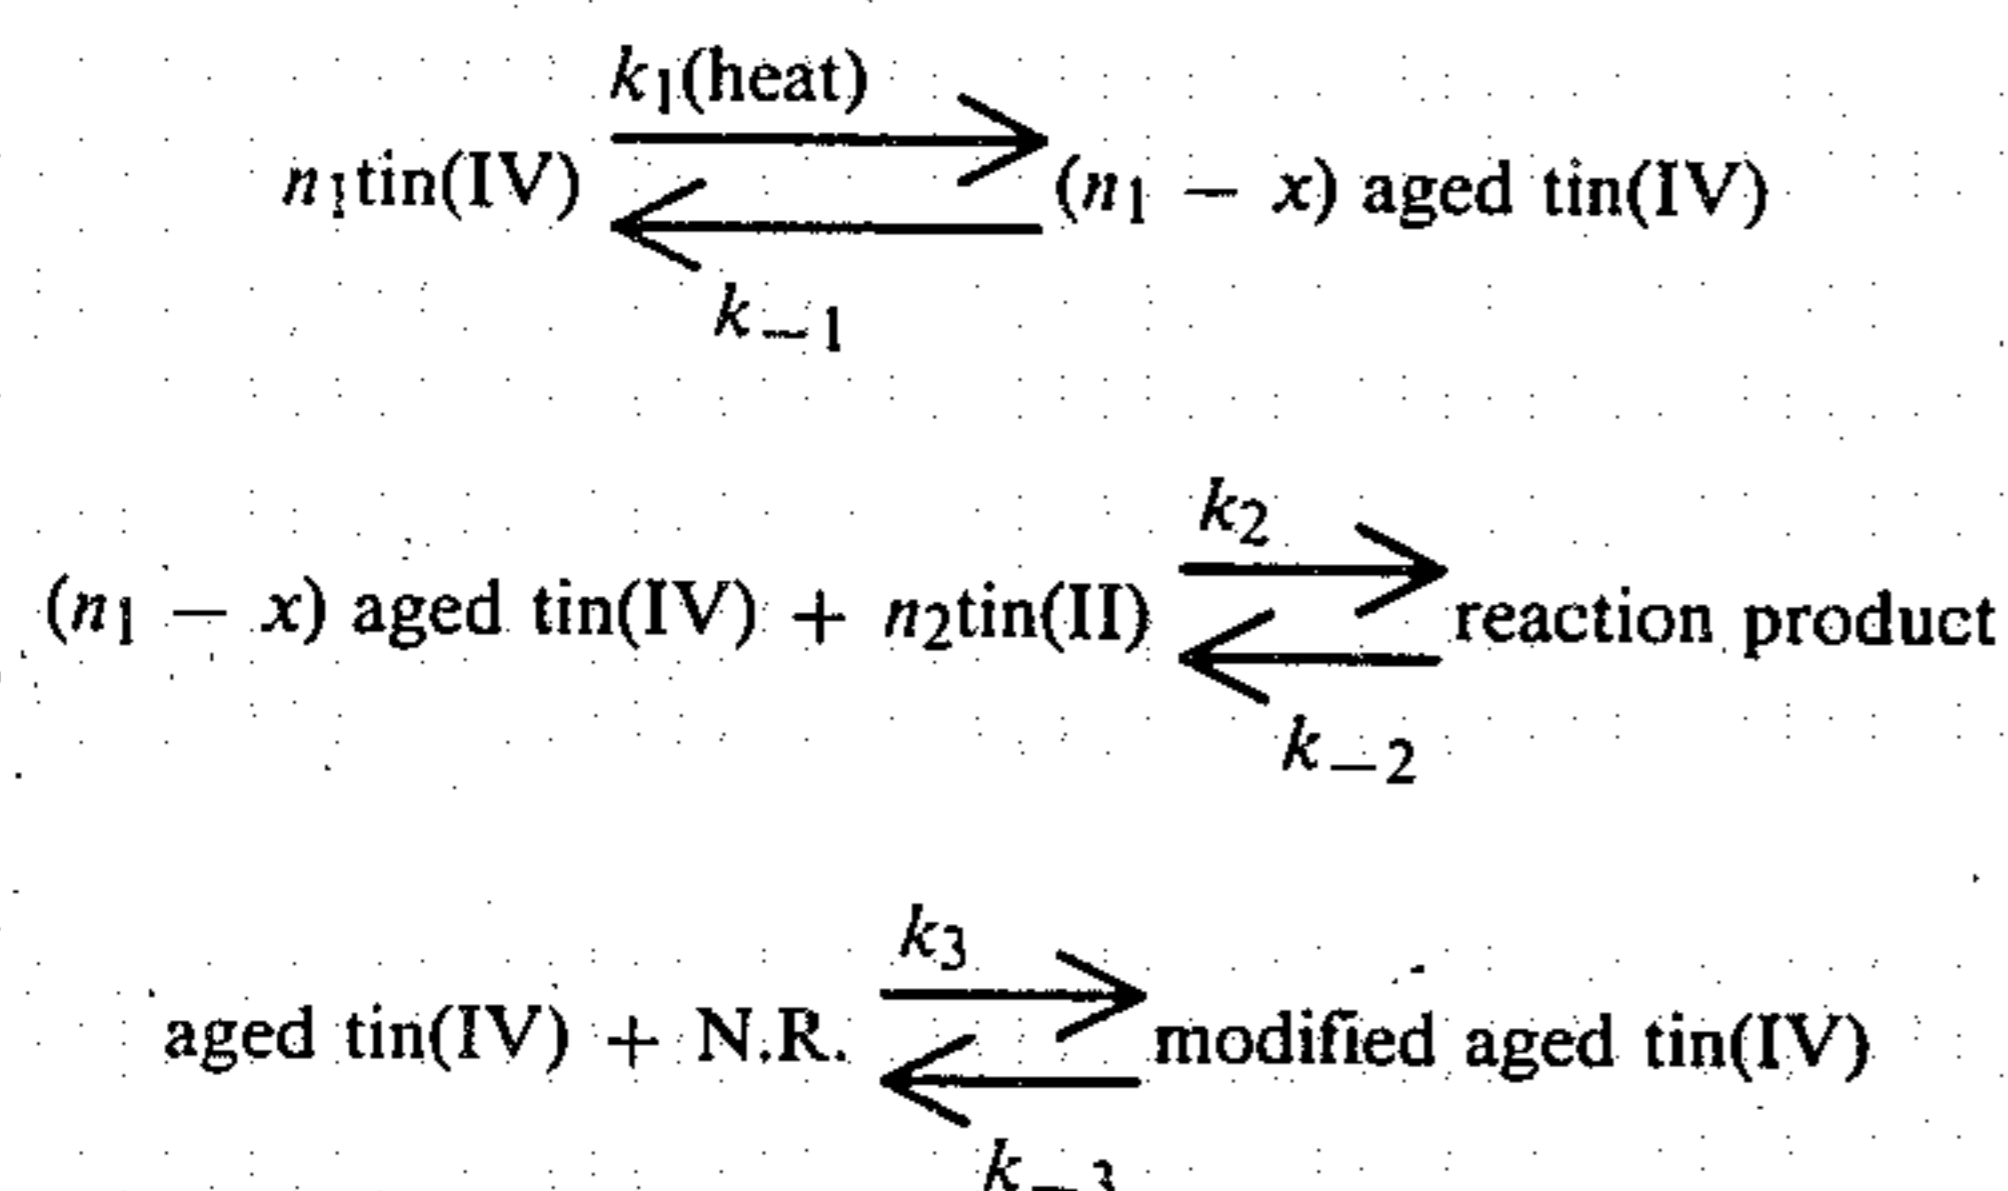 k1(heat)
n1tin(IV) ⇌ (n1 − x) aged tin(IV)
k−1
k2
(n1 − x) aged tin(IV) + n2tin(II) ⇌ reaction product
k−2
k3
aged tin(IV) + N.R. ⇌ modified aged tin(IV)
k−3